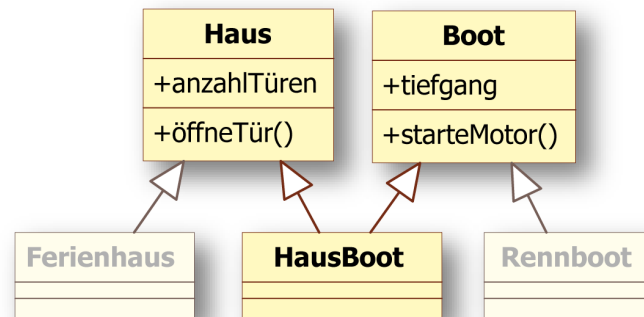 Haus
+anzahlTüren
+öffneTür()
Boot
+tiefgang
+starteMotor()
Ferienhaus
HausBoot
Rennboot